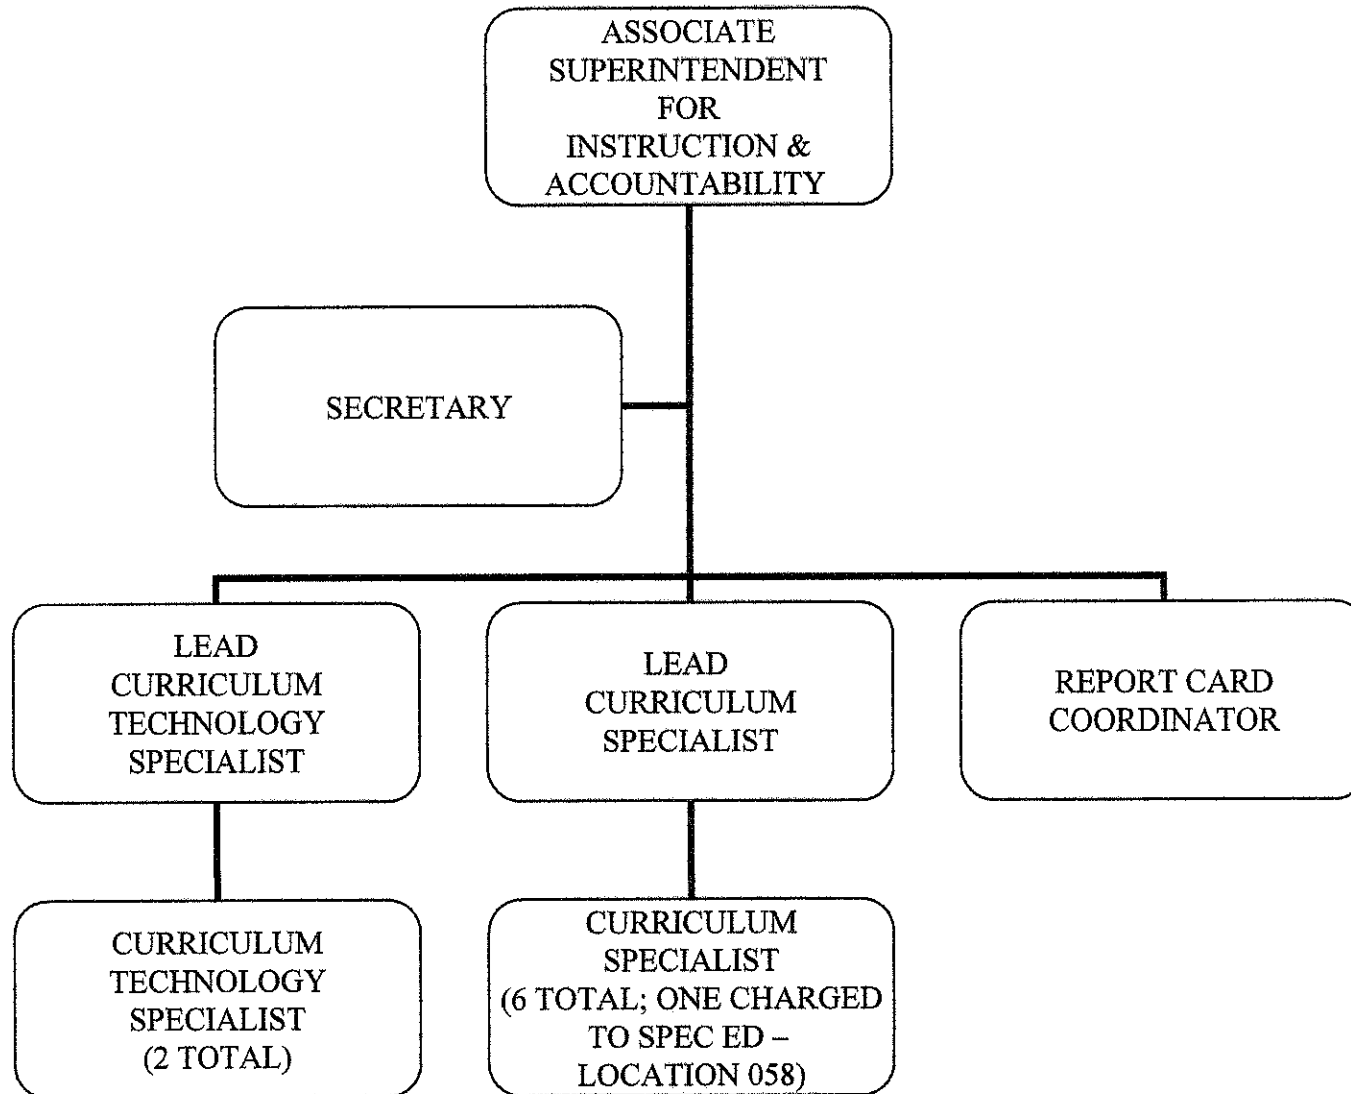 ASSOCIATE
SUPERINTENDENT
FOR
INSTRUCTION &
ACCOUNTABILITY
SECRETARY
LEAD
CURRICULUM
TECHNOLOGY
SPECIALIST
LEAD
CURRICULUM
SPECIALIST
REPORT CARD
COORDINATOR
CURRICULUM
TECHNOLOGY
SPECIALIST
(2 TOTAL)
CURRICULUM
SPECIALIST
(6 TOTAL; ONE CHARGED
TO SPEC ED –
LOCATION 058)